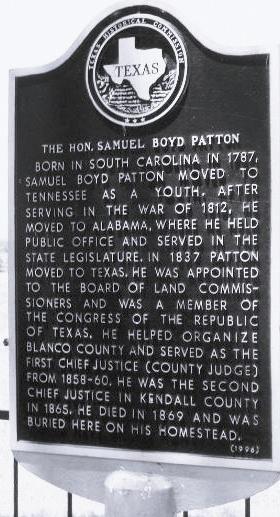 TEXAS HISTORICAL COMMISSION
TEXAS
THE HON. SAMUEL BOYD PATTON
BORN IN SOUTH CAROLINA IN 1787,
SAMUEL BOYD PATTON MOVED TO
TENNESSEE AS A YOUTH. AFTER
SERVING IN THE WAR OF 1812, HE
MOVED TO ALABAMA, WHERE HE HELD
PUBLIC OFFICE AND SERVED IN THE
STATE LEGISLATURE. IN 1837 PATTON
MOVED TO TEXAS. HE WAS APPOINTED
TO THE BOARD OF LAND COMMIS-
SIONERS AND WAS A MEMBER OF
THE CONGRESS OF THE REPUBLIC
OF TEXAS. HE HELPED ORGANIZE
BLANCO COUNTY AND SERVED AS THE
FIRST CHIEF JUSTICE (COUNTY JUDGE)
FROM 1858-60. HE WAS THE SECOND
CHIEF JUSTICE IN KENDALL COUNTY
IN 1865. HE DIED IN 1869 AND WAS
BURIED HERE ON HIS HOMESTEAD.
(1996)